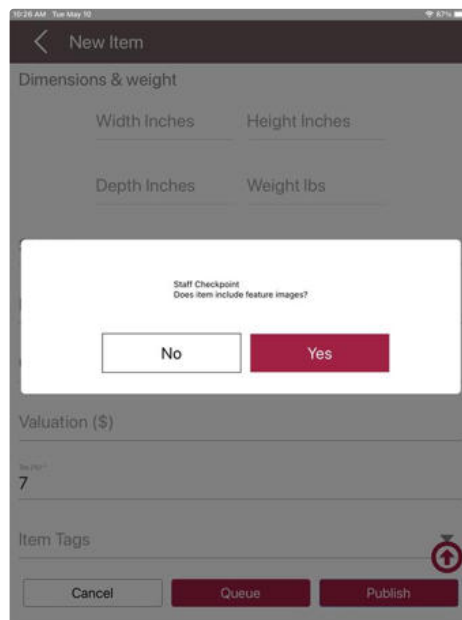 10:26 AM Tue May 10
87%
New Item
Dimensions & weight
Width Inches
Height Inches
Depth Inches
Weight lbs
Staff Checkpoint
Does item include feature images?
No
Yes
Valuation ($)
7
Item Tags
Cancel
Queue
Publish